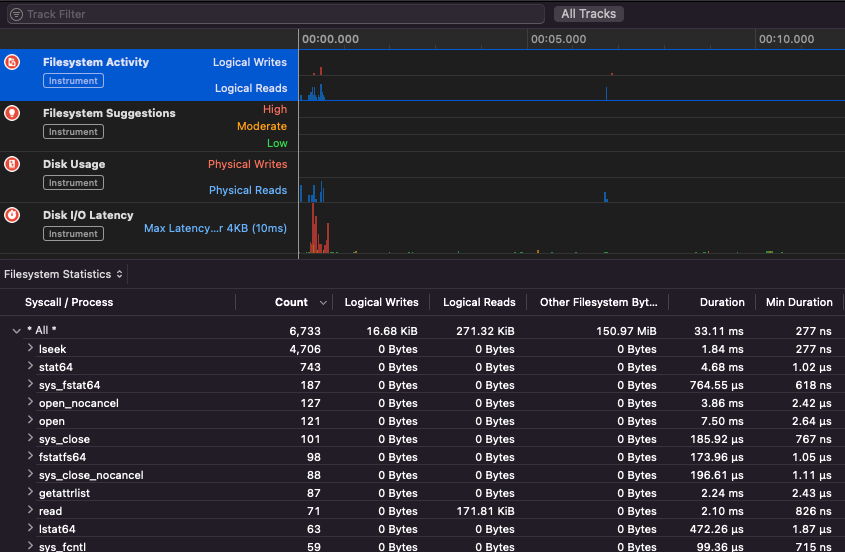 Track Filter All Tracks
00:00.000 00:05.000 00:10.000
Filesystem Activity Logical Writes
Instrument
Logical Reads
Filesystem Suggestions High
Instrument Moderate
Low
Disk Usage Physical Writes
Instrument Physical Reads
Disk I/O Latency
Max Latency...r 4KB (10ms)
Instrument
Filesystem Statistics
Syscall / Process Count Logical Writes Logical Reads Other Filesystem Byt... Duration Min Duration
* All * 6,733 16.68 KiB 271.32 KiB 150.97 MiB 33.11 ms 277 ns
lseek 4,706 0 Bytes 0 Bytes 0 Bytes 1.84 ms 277 ns
stat64 743 0 Bytes 0 Bytes 0 Bytes 4.68 ms 1.02 µs
sys_fstat64 187 0 Bytes 0 Bytes 0 Bytes 764.55 µs 618 ns
open_nocancel 127 0 Bytes 0 Bytes 0 Bytes 3.86 ms 2.42 µs
open 121 0 Bytes 0 Bytes 0 Bytes 7.50 ms 2.64 µs
sys_close 101 0 Bytes 0 Bytes 0 Bytes 185.92 µs 767 ns
fstatfs64 98 0 Bytes 0 Bytes 0 Bytes 173.96 µs 1.05 µs
sys_close_nocancel 88 0 Bytes 0 Bytes 0 Bytes 196.61 µs 1.11 µs
getattrlist 87 0 Bytes 0 Bytes 0 Bytes 2.24 ms 2.43 µs
read 71 0 Bytes 171.81 KiB 0 Bytes 2.10 ms 826 ns
lstat64 63 0 Bytes 0 Bytes 0 Bytes 472.26 µs 1.87 µs
sys_fcntl 59 0 Bytes 0 Bytes 0 Bytes 99.36 µs 715 ns